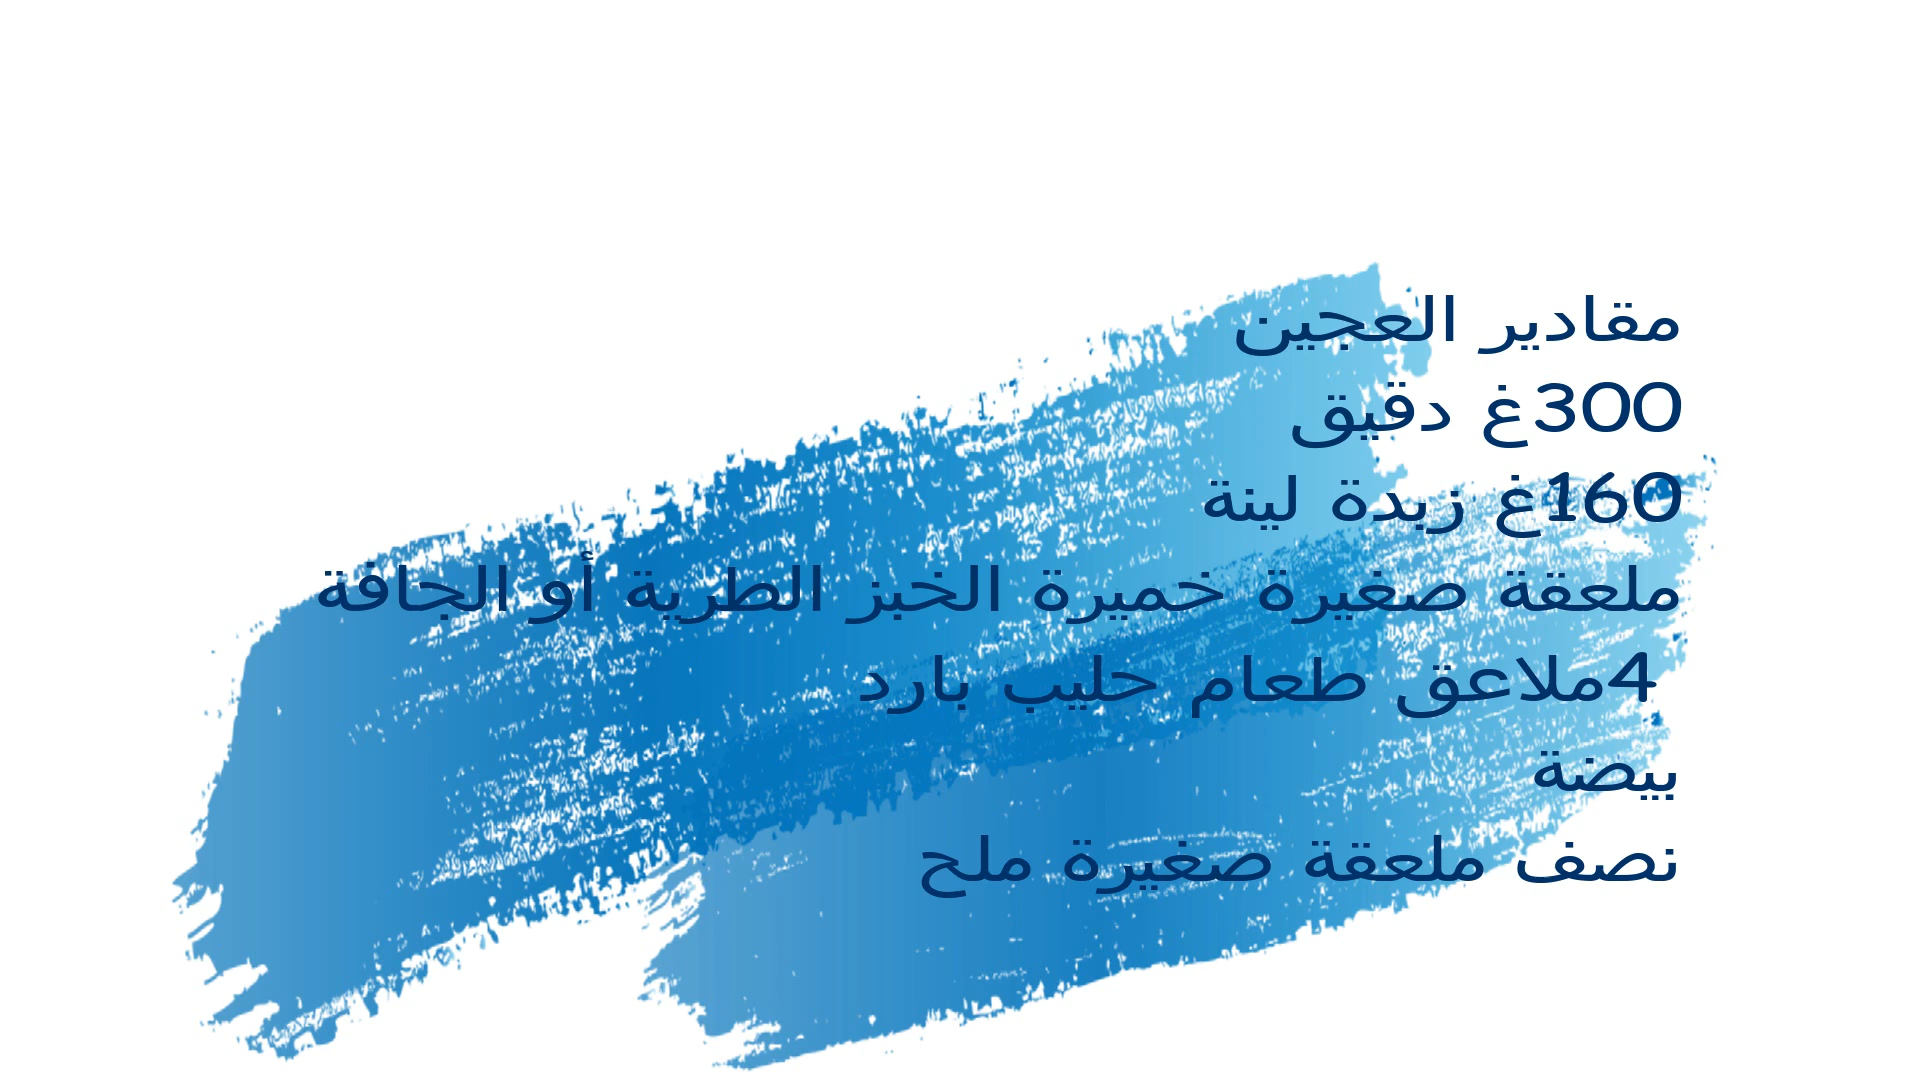 مقادير العجين
300غ دقيق
160غ زبدة لينة
ملعقة صغيرة خميرة الخبز الطرية أو الجافة
4ملاعق طعام حليب بارد
بيضة
نصف ملعقة صغيرة ملح